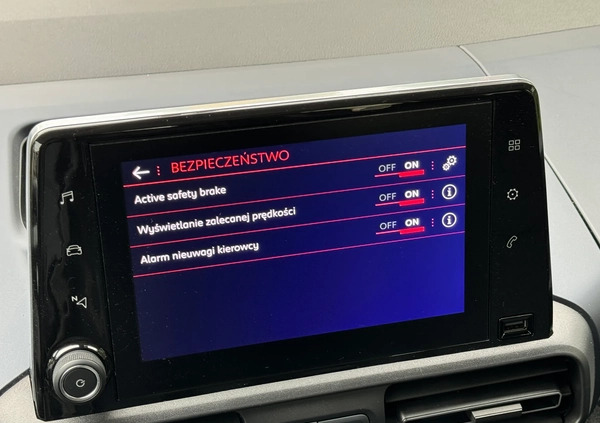 BEZPIECZEŃSTWO
Active safety brake OFF ON
Wyświetlanie zalecanej prędkości OFF ON
Alarm nieuwagi kierowcy OFF ON
N